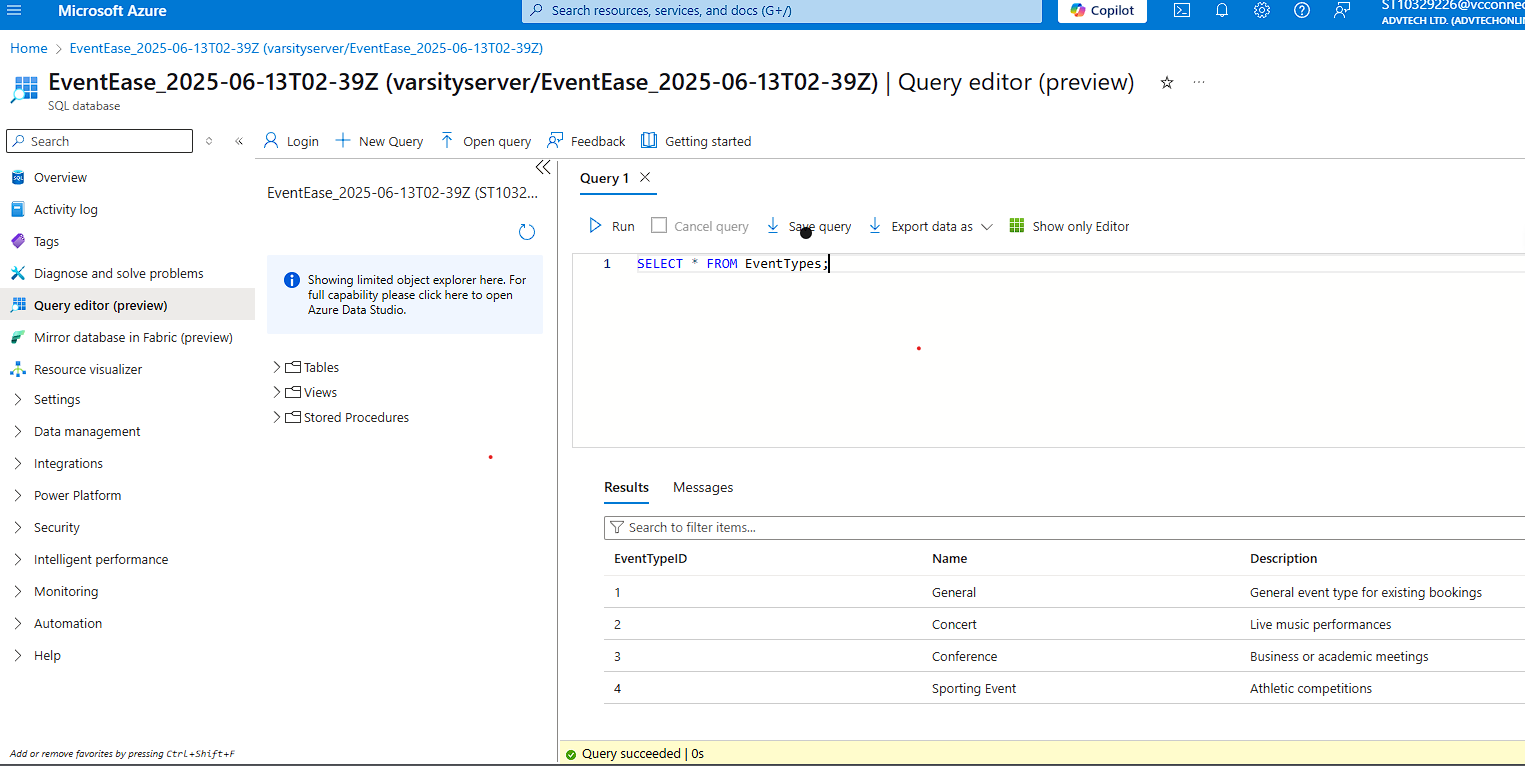 Microsoft Azure
Search resources, services, and docs (G+/)
Copilot
ADVTECH LTD. (ADVTECHONLI
Home > EventEase_2025-06-13T02-39Z (varsityserver/EventEase_2025-06-13T02-39Z)
EventEase_2025-06-13T02-39Z (varsityserver/EventEase_2025-06-13T02-39Z) | Query editor (preview)
SQL database
Search
Overview
Activity log
Tags
Diagnose and solve problems
Query editor (preview)
Mirror database in Fabric (preview)
Resource visualizer
Settings
Data management
Integrations
Power Platform
Security
Intelligent performance
Monitoring
Automation
Help
Add or remove favorites by pressing Ctrl+Shift+F
Login
New Query
Open query
Feedback
Getting started
EventEase_2025-06-13T02-39Z (ST1032...
Showing limited object explorer here. For
full capability please click here to open
Azure Data Studio.
Tables
Views
Stored Procedures
Query 1
Run
Cancel query
Save query
Export data as
Show only Editor
1 SELECT * FROM EventTypes;
Results Messages
Search to filter items...
EventTypeID Name Description
1 General General event type for existing bookings
2 Concert Live music performances
3 Conference Business or academic meetings
4 Sporting Event Athletic competitions
Query succeeded | 0s